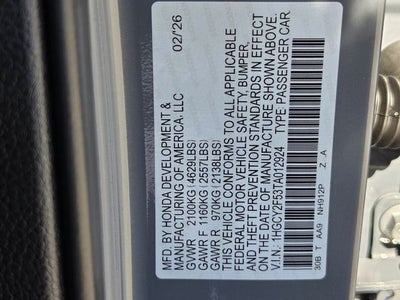 MFD. BY HONDA DEVELOPMENT & 02/'26
MANUFACTURING OF AMERICA, LLC
GVWR 2100KG (4629LBS)
GAWR F 1160KG (2557LBS)
GAWR R 970KG (2138LBS)
THIS VEHICLE CONFORMS TO ALL APPLICABLE
FEDERAL MOTOR VEHICLE SAFETY, BUMPER,
THEFT PREVENTION STANDARDS IN EFFECT
ON THE DATE OF MANUFACTURE SHOWN ABOVE.
V.I.N.: 1HGCY2F53TA012924 TYPE: PASSENGER CAR
30B T AA9 NH912P Z .A